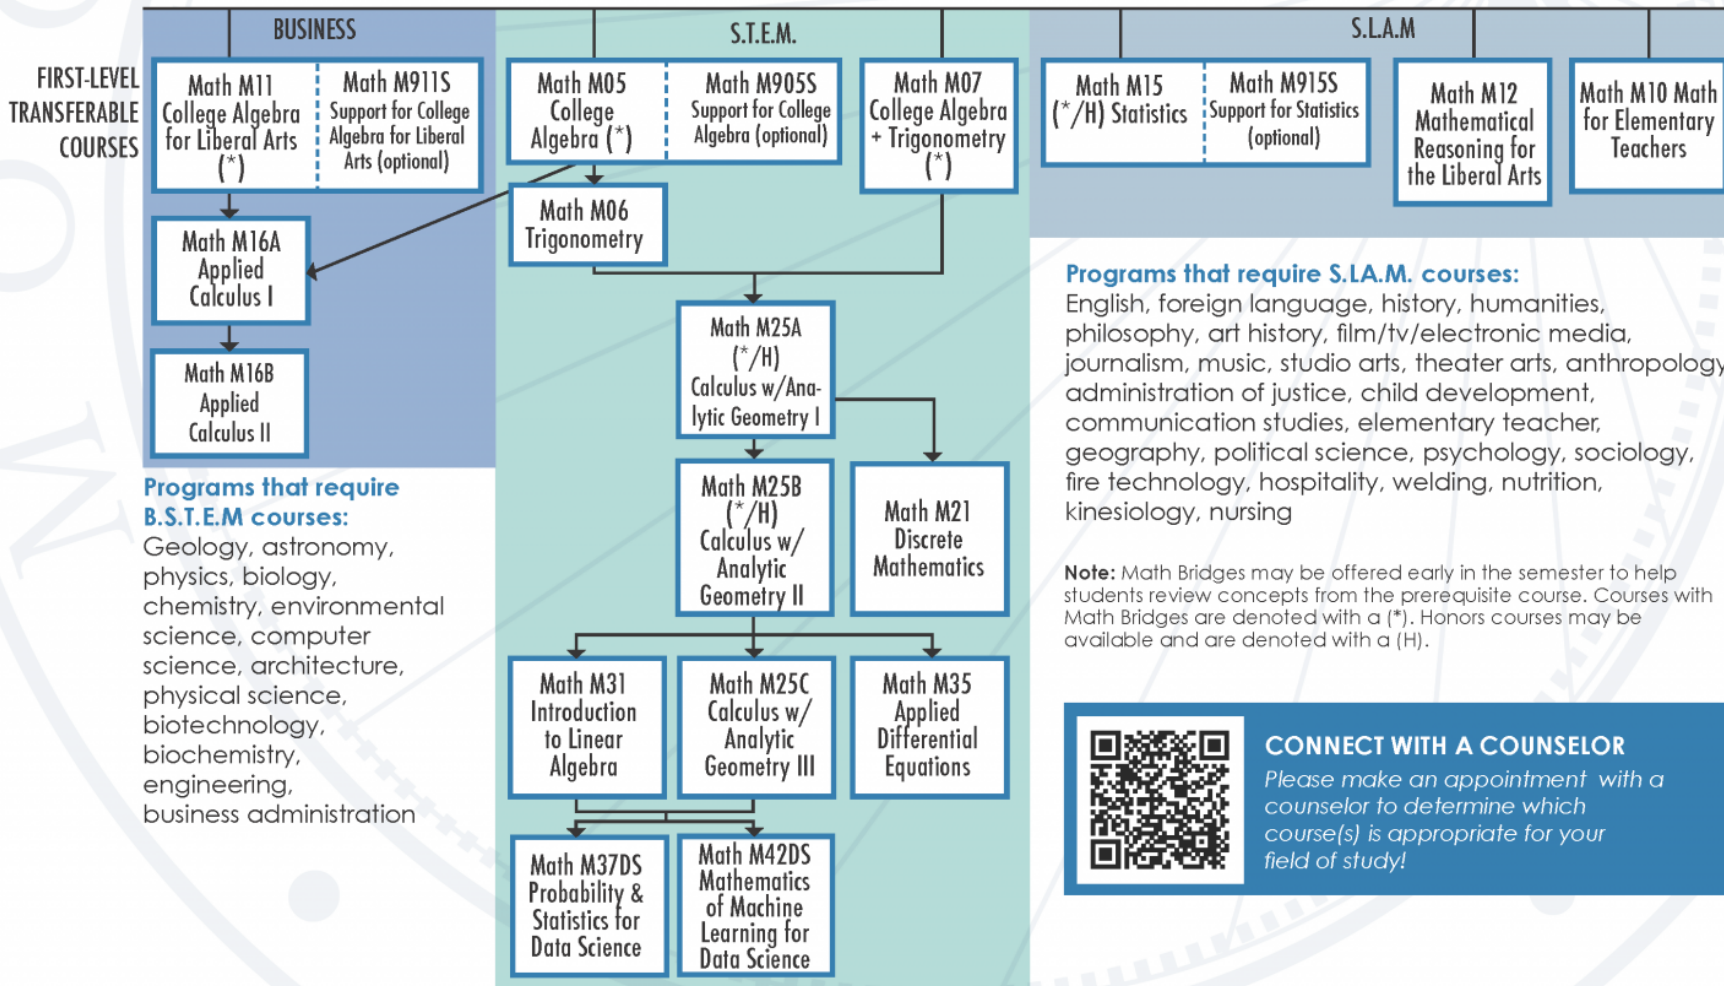 BUSINESS
S.T.E.M.
S.L.A.M
FIRST-LEVEL
TRANSFERABLE
COURSES
Math M11
College Algebra
for Liberal Arts
(*)
Math M911S
Support for College
Algebra for Liberal
Arts (optional)
Math M05
College
Algebra (*)
Math M905S
Support for College
Algebra (optional)
Math M07
College Algebra
+ Trigonometry
(*)
Math M15
(*/H) Statistics
Math M915S
Support for Statistics
(optional)
Math M12
Mathematical
Reasoning for
the Liberal Arts
Math M10 Math
for Elementary
Teachers
Math M16A
Applied
Calculus I
Math M06
Trigonometry
Math M16B
Applied
Calculus II
Math M25A
(*/H)
Calculus w/Ana-
lytic Geometry I
Math M25B
(*/H)
Calculus w/
Analytic
Geometry II
Math M21
Discrete
Mathematics
Math M31
Introduction
to Linear
Algebra
Math M25C
Calculus w/
Analytic
Geometry III
Math M35
Applied
Differential
Equations
Math M37DS
Probability &
Statistics for
Data Science
Math M42DS
Mathematics
of Machine
Learning for
Data Science
Programs that require
B.S.T.E.M courses:
Geology, astronomy,
physics, biology,
chemistry, environmental
science, computer
science, architecture,
physical science,
biotechnology,
biochemistry,
engineering,
business administration
Programs that require S.LA.M. courses:
English, foreign language, history, humanities,
philosophy, art history, film/tv/electronic media,
journalism, music, studio arts, theater arts, anthropology
administration of justice, child development,
communication studies, elementary teacher,
geography, political science, psychology, sociology,
fire technology, hospitality, welding, nutrition,
kinesiology, nursing
Note: Math Bridges may be offered early in the semester to help
students review concepts from the prerequisite course. Courses with
Math Bridges are denoted with a (*). Honors courses may be
available and are denoted with a (H).
CONNECT WITH A COUNSELOR
Please make an appointment with a
counselor to determine which
course(s) is appropriate for your
field of study!